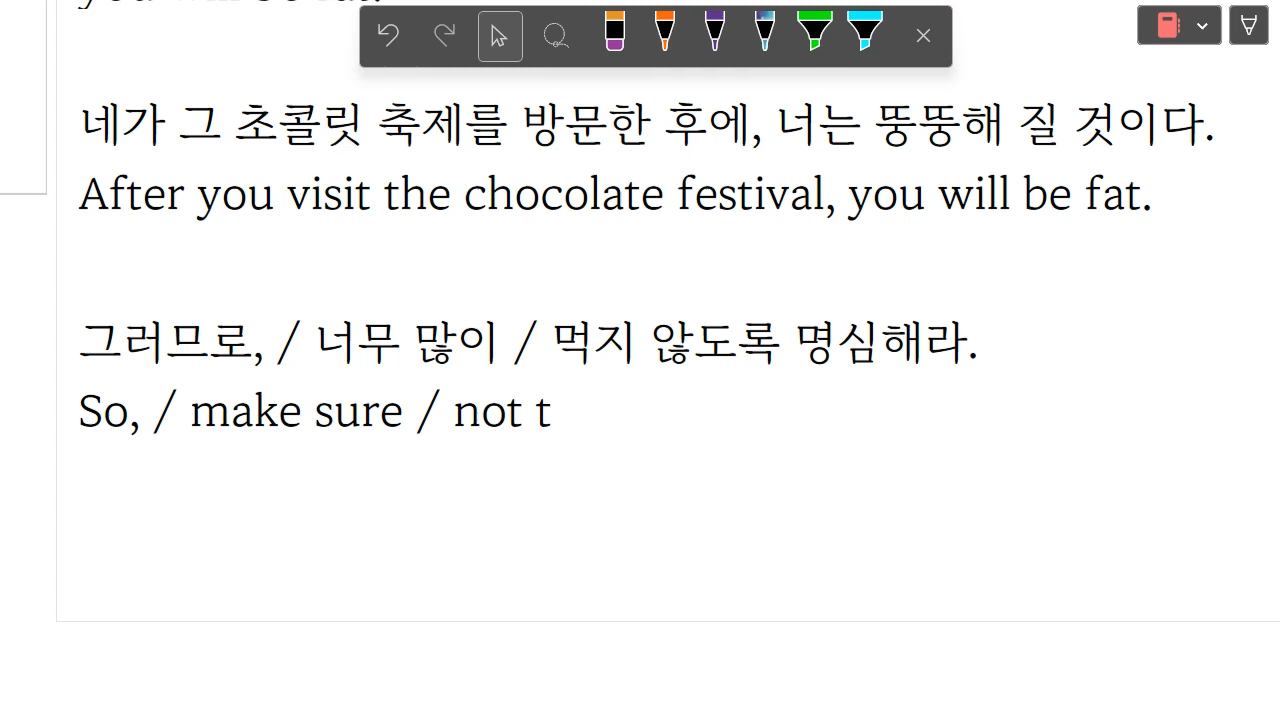 네가 그 초콜릿 축제를 방문한 후에, 너는 뚱뚱해 질 것이다.
After you visit the chocolate festival, you will be fat.
그러므로, / 너무 많이 / 먹지 않도록 명심해라.
So, / make sure / not t